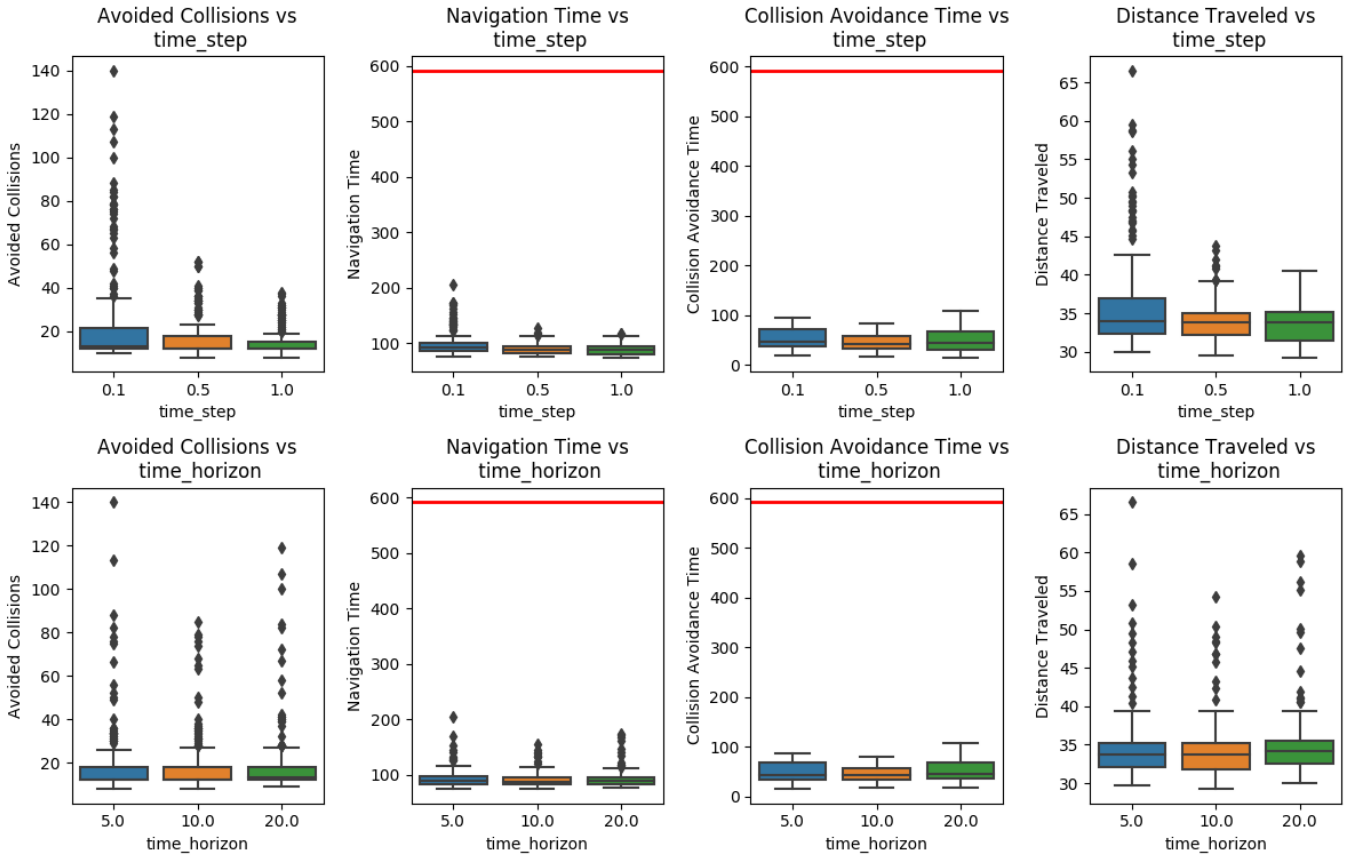 Avoided Collisions vs
time_step
Navigation Time vs
time_step
Collision Avoidance Time vs
time_step
Distance Traveled vs
time_step
Avoided Collisions
140
120
100
80
60
40
20
0.1
0.5
1.0
time_step
Navigation Time
600
500
400
300
200
100
0.1
0.5
1.0
time_step
Collision Avoidance Time
600
500
400
300
200
100
0
0.1
0.5
1.0
time_step
Distance Traveled
65
60
55
50
45
40
35
30
0.1
0.5
1.0
time_step
Avoided Collisions vs
time_horizon
Navigation Time vs
time_horizon
Collision Avoidance Time vs
time_horizon
Distance Traveled vs
time_horizon
Avoided Collisions
140
120
100
80
60
40
20
5.0
10.0
20.0
time_horizon
Navigation Time
600
500
400
300
200
100
5.0
10.0
20.0
time_horizon
Collision Avoidance Time
600
500
400
300
200
100
0
5.0
10.0
20.0
time_horizon
Distance Traveled
65
60
55
50
45
40
35
30
5.0
10.0
20.0
time_horizon